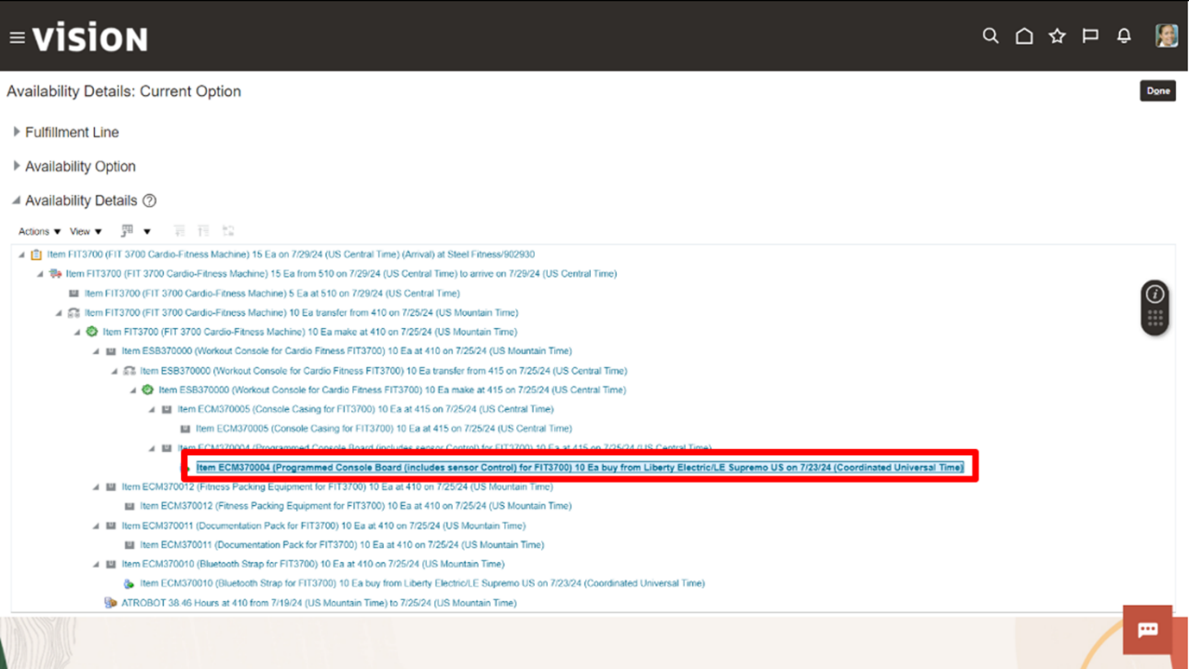 vision
Availability Details: Current Option
Done
Fulfillment Line
Availability Option
Availability Details ?
Actions View
Item FIT3700 (FIT 3700 Cardio-Fitness Machine) 15 Ea on 7/29/24 (US Central Time) (Arrival) at Steel Fitness/902930
Item FIT3700 (FIT 3700 Cardio-Fitness Machine) 15 Ea from 510 on 7/29/24 (US Central Time) to arrive on 7/29/24 (US Central Time)
Item FIT3700 (FIT 3700 Cardio-Fitness Machine) 5 Ea at 510 on 7/29/24 (US Central Time)
Item FIT3700 (FIT 3700 Cardio-Fitness Machine) 10 Ea transfer from 410 on 7/25/24 (US Mountain Time)
Item FIT3700 (FIT 3700 Cardio-Fitness Machine) 10 Ea make at 410 on 7/25/24 (US Mountain Time)
Item ESB370000 (Workout Console for Cardio Fitness FIT3700) 10 Ea at 410 on 7/25/24 (US Mountain Time)
Item ESB370000 (Workout Console for Cardio Fitness FIT3700) 10 Ea transfer from 415 on 7/25/24 (US Central Time)
Item ESB370000 (Workout Console for Cardio Fitness FIT3700) 10 Ea make at 415 on 7/25/24 (US Central Time)
Item ECM370005 (Console Casing for FIT3700) 10 Ea at 415 on 7/25/24 (US Central Time)
Item ECM370005 (Console Casing for FIT3700) 10 Ea at 415 on 7/25/24 (US Central Time)
Item ECM370004 (Programmed Console Board (includes sensor Control) for FIT3700) 10 Ea at 415 on 7/25/24 (US Central Time)
Item ECM370004 (Programmed Console Board (includes sensor Control) for FIT3700) 10 Ea buy from Liberty Electric/LE Supremo US on 7/23/24 (Coordinated Universal Time)
Item ECM370012 (Fitness Packing Equipment for FIT3700) 10 Ea at 410 on 7/25/24 (US Mountain Time)
Item ECM370012 (Fitness Packing Equipment for FIT3700) 10 Ea at 410 on 7/25/24 (US Mountain Time)
Item ECM370011 (Documentation Pack for FIT3700) 10 Ea at 410 on 7/25/24 (US Mountain Time)
Item ECM370011 (Documentation Pack for FIT3700) 10 Ea at 410 on 7/25/24 (US Mountain Time)
Item ECM370010 (Bluetooth Strap for FIT3700) 10 Ea at 410 on 7/25/24 (US Mountain Time)
Item ECM370010 (Bluetooth Strap for FIT3700) 10 Ea buy from Liberty Electric/LE Supremo US on 7/23/24 (Coordinated Universal Time)
ATROBOT 38.46 Hours at 410 from 7/19/24 (US Mountain Time) to 7/25/24 (US Mountain Time)